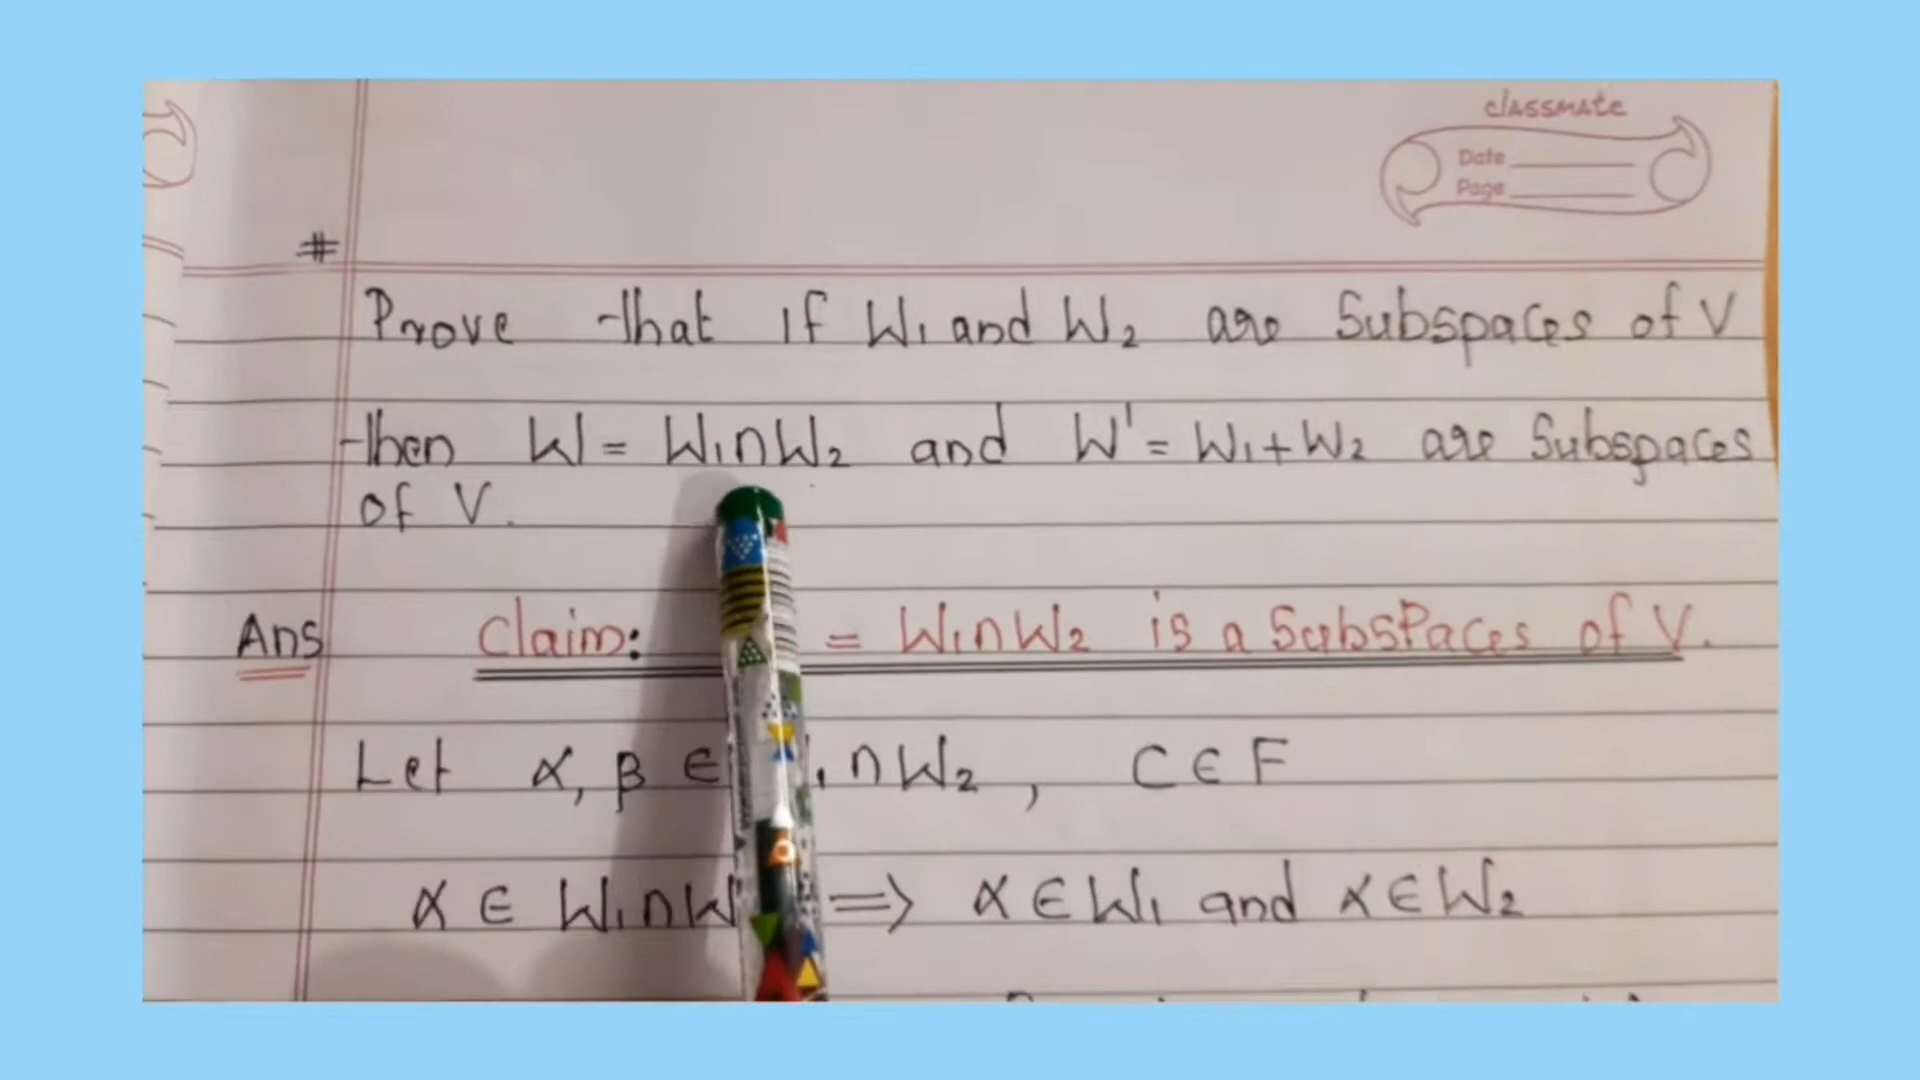 classmate
Date
Page
#
Prove that if W₁ and W₂ are Subspaces of V
then W = W₁∩W₂ and W' = W₁+W₂ are Subspaces
of V.
Ans Claim: = W₁∩W₂ is a Subspaces of V.
Let α, β ∈ ∩W₂, C ∈ F
α ∈ W₁∩W ⇒ α ∈ W₁ and α ∈ W₂